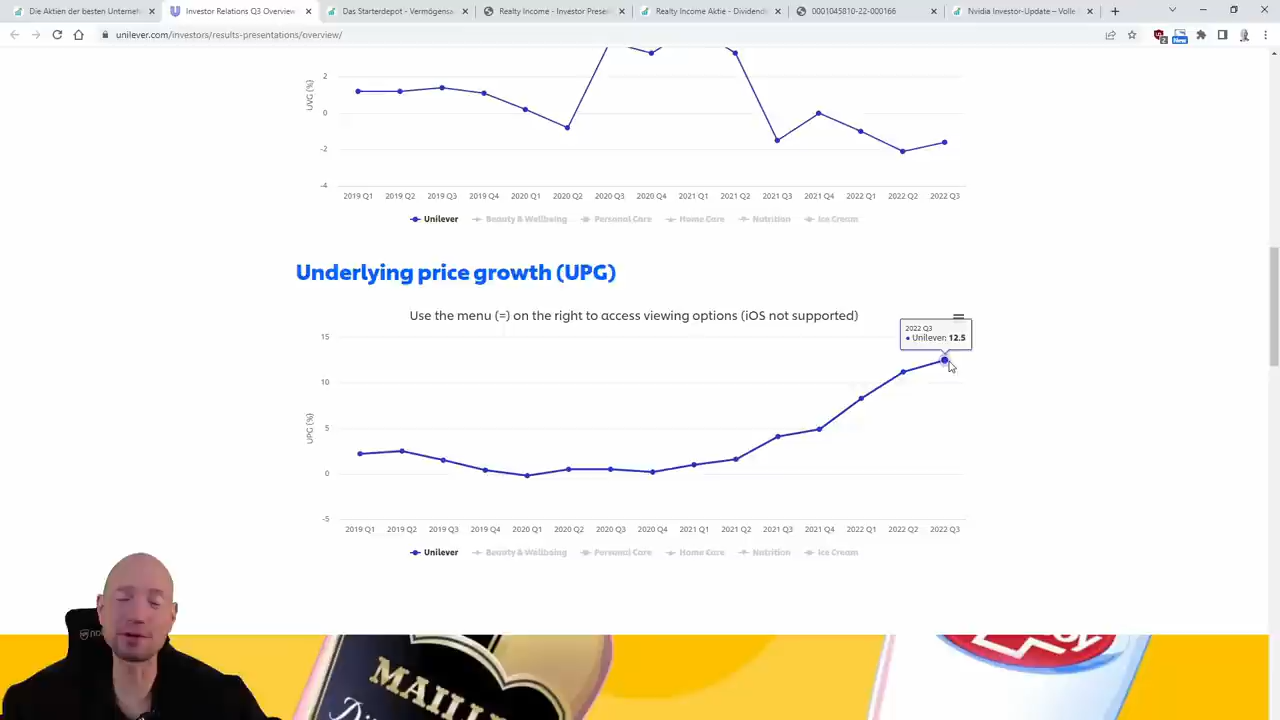 Die Aktien der besten Unterneh
Investor Relations Q3 Overview
Das Starterdepot – Vermögensa
Realty Income - Investor Presen
Realty Income Aktie - Dividend
0001045810-22-000166
Nvidia Investor-Update – Volle
unilever.com/investors/results-presentations/overview/
2
New
UVG (%)
2
0
-2
-4
2019 Q1 2019 Q2 2019 Q3 2019 Q4 2020 Q1 2020 Q2 2020 Q3 2020 Q4 2021 Q1 2021 Q2 2021 Q3 2021 Q4 2022 Q1 2022 Q2 2022 Q3
Unilever Beauty & Wellbeing Personal Care Home Care Nutrition Ice Cream
Underlying price growth (UPG)
Use the menu (=) on the right to access viewing options (iOS not supported)
2022 Q3
Unilever: 12.5
UPG (%)
15
10
5
0
-5
2019 Q1 2019 Q2 2019 Q3 2019 Q4 2020 Q1 2020 Q2 2020 Q3 2020 Q4 2021 Q1 2021 Q2 2021 Q3 2021 Q4 2022 Q1 2022 Q2 2022 Q3
Unilever Beauty & Wellbeing Personal Care Home Care Nutrition Ice Cream
MAILL